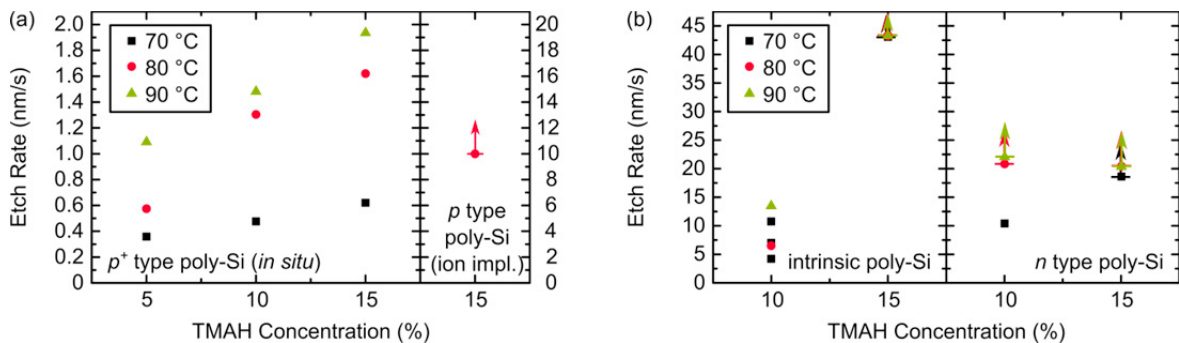 (a)
Etch Rate (nm/s)
2.0
1.8
1.6
1.4
1.2
1.0
0.8
0.6
0.4
0.2
0.0
70 °C
80 °C
90 °C
p⁺ type poly-Si (in situ)
5
10
15
20
18
16
14
12
10
8
6
4
2
0
p type
poly-Si
(ion impl.)
15
TMAH Concentration (%)
(b)
Etch Rate (nm/s)
45
40
35
30
25
20
15
10
5
0
70 °C
80 °C
90 °C
intrinsic poly-Si
n type poly-Si
10
15
10
15
TMAH Concentration (%)